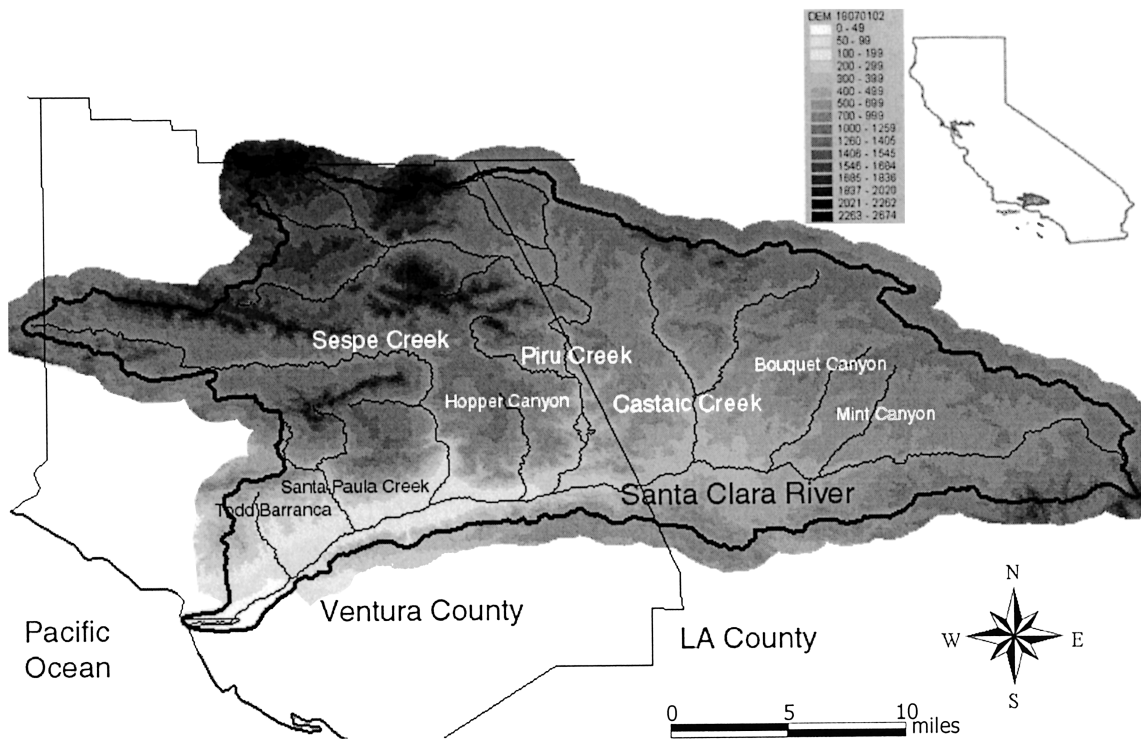 DEM 18070102
0 - 49
50 - 99
100 - 199
200 - 299
300 - 399
400 - 499
500 - 699
700 - 999
1000 - 1259
1260 - 1405
1406 - 1545
1546 - 1684
1685 - 1836
1837 - 2020
2021 - 2262
2263 - 2674
Sespe Creek
Piru Creek
Bouquet Canyon
Hopper Canyon
Castaic Creek
Mint Canyon
Santa Paula Creek
Santa Clara River
Todd Barranca
Ventura County
Pacific
Ocean
LA County
N
W
E
S
0
5
10
miles